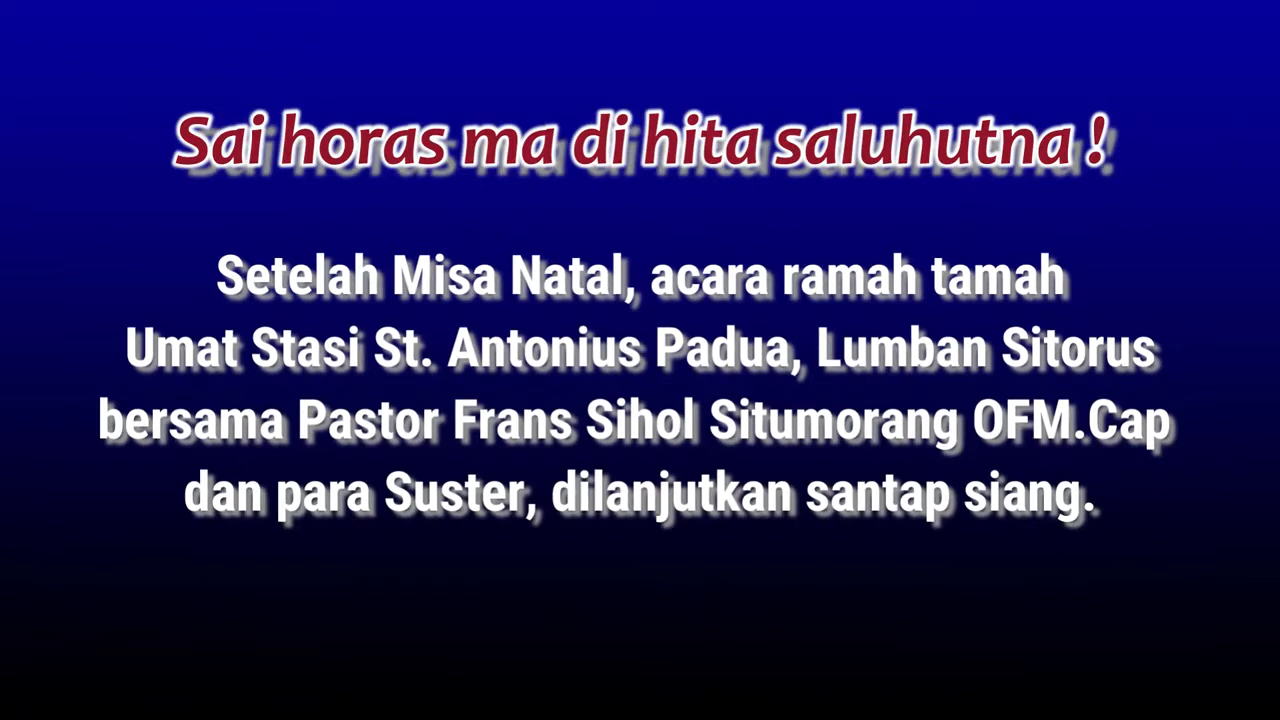 Sai horas ma di hita saluhutna !
Setelah Misa Natal, acara ramah tamah
Umat Stasi St. Antonius Padua, Lumban Sitorus
bersama Pastor Frans Sihol Situmorang OFM.Cap
dan para Suster, dilanjutkan santap siang.